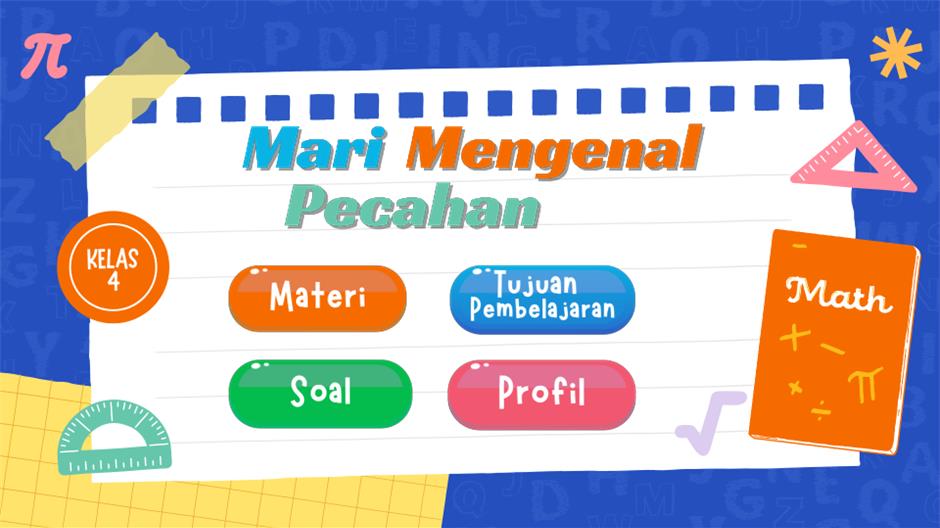 π
Mari Mengenal
Pecahan
KELAS
4
Materi
Tujuan
Pembelajaran
Soal
Profil
Math
+ −
π
× ÷
√